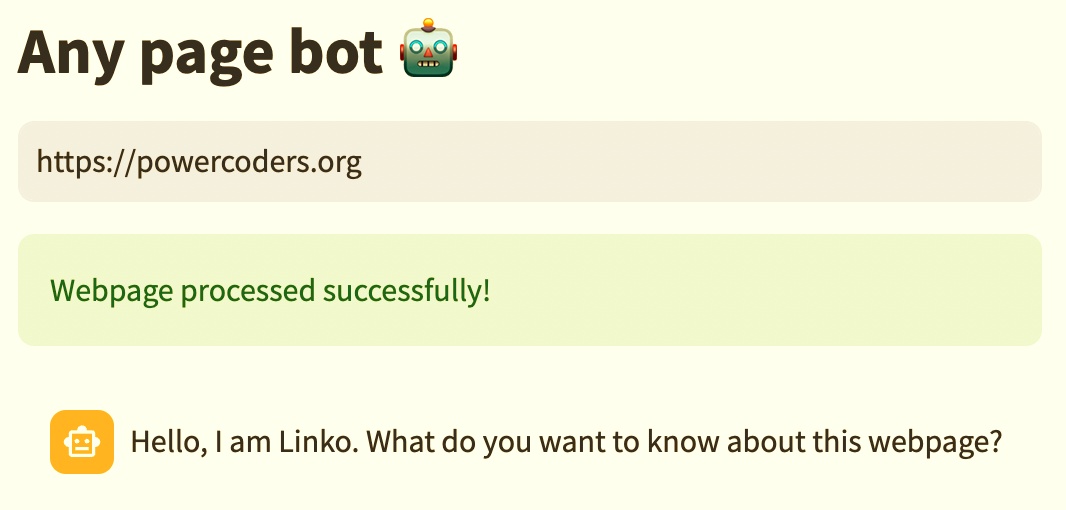 Any page bot 🤖
https://powercoders.org
Webpage processed successfully!
Hello, I am Linko. What do you want to know about this webpage?